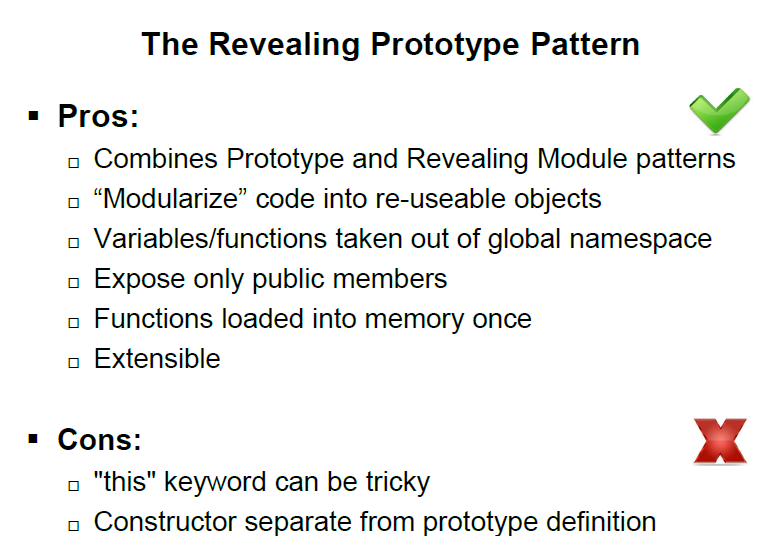 The Revealing Prototype Pattern
Pros:
Combines Prototype and Revealing Module patterns
“Modularize” code into re-useable objects
Variables/functions taken out of global namespace
Expose only public members
Functions loaded into memory once
Extensible
Cons:
"this" keyword can be tricky
Constructor separate from prototype definition